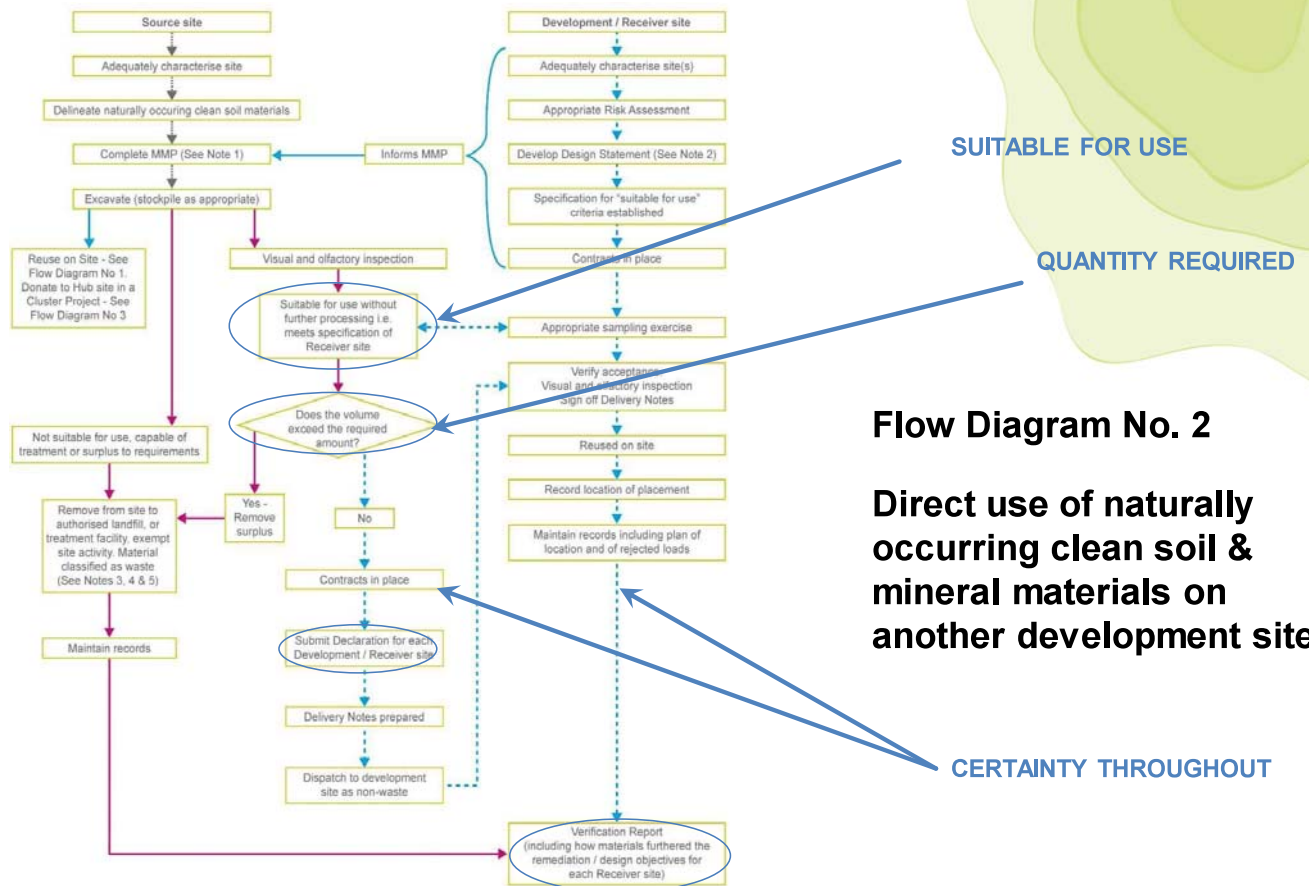 Source site
Adequately characterise site
Delineate naturally occuring clean soil materials
Complete MMP (See Note 1)
Informs MMP
Excavate (stockpile as appropriate)
Reuse on Site - See
Flow Diagram No 1.
Donate to Hub site in a
Cluster Project - See
Flow Diagram No 3
Visual and olfactory inspection
Suitable for use without
further processing i.e.
meets specification of
Receiver site
Does the volume
exceed the required
amount?
Not suitable for use, capable of
treatment or surplus to requirements
Remove from site to
authorised landfill, or
treatment facility, exempt
site activity. Material
classified as waste
(See Notes 3, 4 & 5)
Yes -
Remove
surplus
No
Maintain records
Contracts in place
Submit Declaration for each
Development / Receiver site
Delivery Notes prepared
Dispatch to development
site as non-waste
Development / Receiver site
Adequately characterise site(s)
Appropriate Risk Assessment
Develop Design Statement (See Note 2)
Specification for "suitable for use"
criteria established
Contracts in place
Appropriate sampling exercise
Verify acceptance
Visual and olfactory inspection
Sign off Delivery Notes
Reused on site
Record location of placement
Maintain records including plan of
location and of rejected loads
Verification Report
(including how materials furthered the
remediation / design objectives for
each Receiver site)
SUITABLE FOR USE
QUANTITY REQUIRED
Flow Diagram No. 2
Direct use of naturally
occurring clean soil &
mineral materials on
another development site
CERTAINTY THROUGHOUT